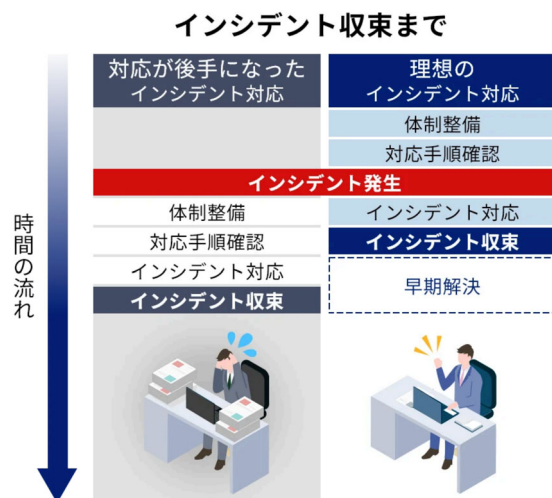 インシデント収束まで
対応が後手になった
インシデント対応
理想の
インシデント対応
体制整備
対応手順確認
インシデント発生
体制整備
インシデント対応
対応手順確認
インシデント収束
インシデント対応
早期解決
インシデント収束
時間の流れ